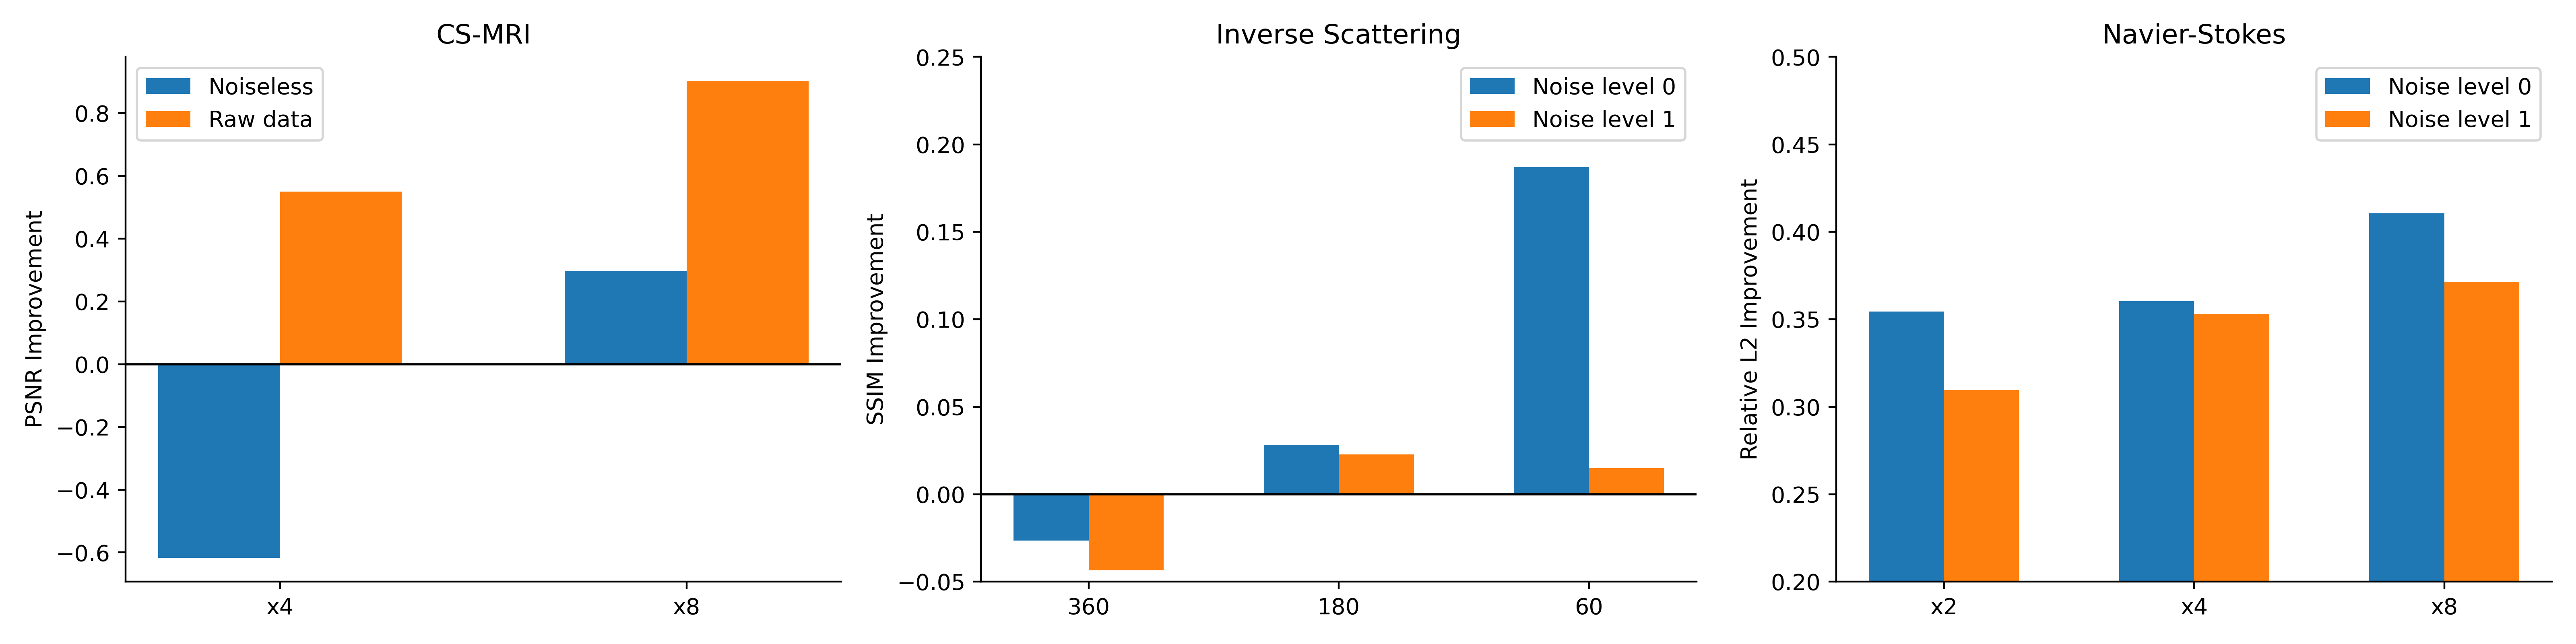 CS-MRI
Noiseless
Raw data
PSNR Improvement
0.8
0.6
0.4
0.2
0.0
−0.2
−0.4
−0.6
x4
x8
Inverse Scattering
Noise level 0
Noise level 1
SSIM Improvement
0.25
0.20
0.15
0.10
0.05
0.00
−0.05
360
180
60
Navier-Stokes
Noise level 0
Noise level 1
Relative L2 Improvement
0.50
0.45
0.40
0.35
0.30
0.25
0.20
x2
x4
x8